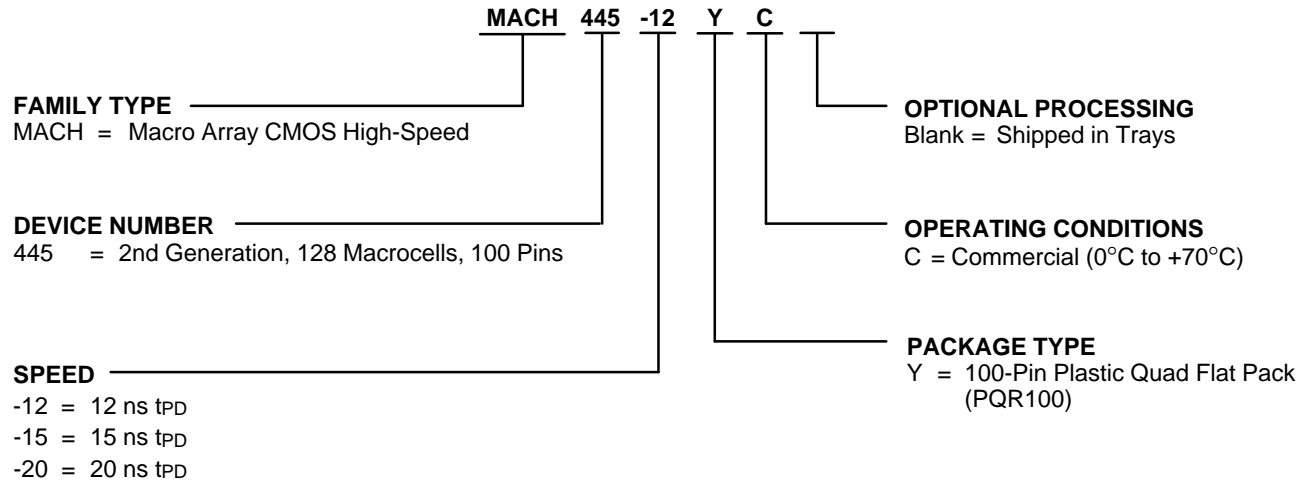 MACH 445 -12 Y C
FAMILY TYPE
MACH = Macro Array CMOS High-Speed
DEVICE NUMBER
445 = 2nd Generation, 128 Macrocells, 100 Pins
SPEED
-12 = 12 ns tPD
-15 = 15 ns tPD
-20 = 20 ns tPD
OPTIONAL PROCESSING
Blank = Shipped in Trays
OPERATING CONDITIONS
C = Commercial (0°C to +70°C)
PACKAGE TYPE
Y = 100-Pin Plastic Quad Flat Pack
(PQR100)